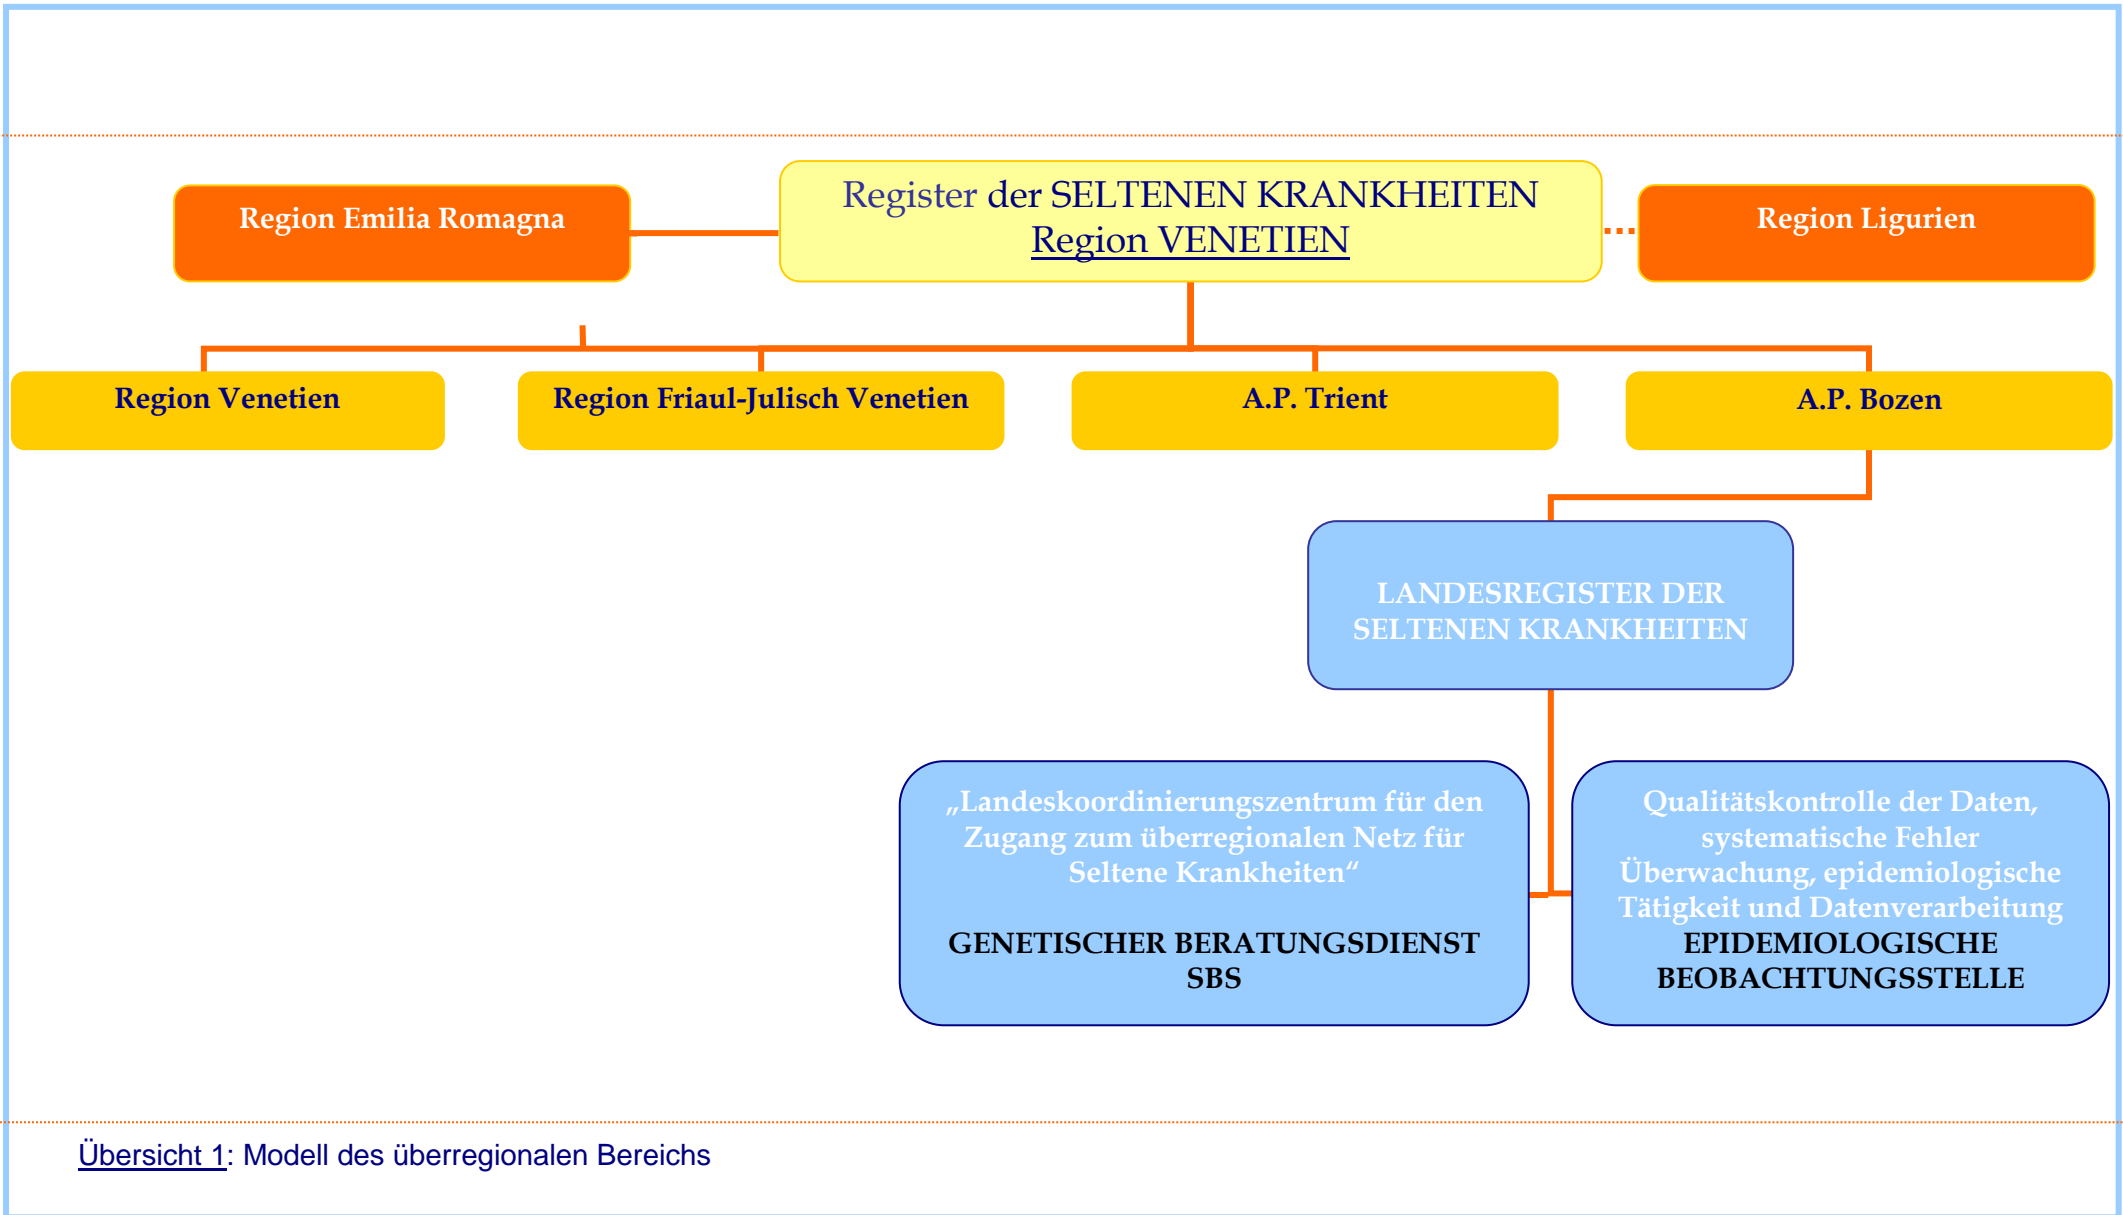 Register der SELTENEN KRANKHEITEN
Region VENETIEN
Region Emilia Romagna
Region Ligurien
Region Venetien
Region Friaul-Julisch Venetien
A.P. Trient
A.P. Bozen
LANDESREGISTER DER
SELTENEN KRANKHEITEN
„Landeskoordinierungszentrum für den
Zugang zum überregionalen Netz für
Seltene Krankheiten“
GENETISCHER BERATUNGSDIENST
SBS
Qualitätskontrolle der Daten,
systematische Fehler
Überwachung, epidemiologische
Tätigkeit und Datenverarbeitung
EPIDEMIOLOGISCHE
BEOBACHTUNGSSTELLE
Übersicht 1: Modell des überregionalen Bereichs